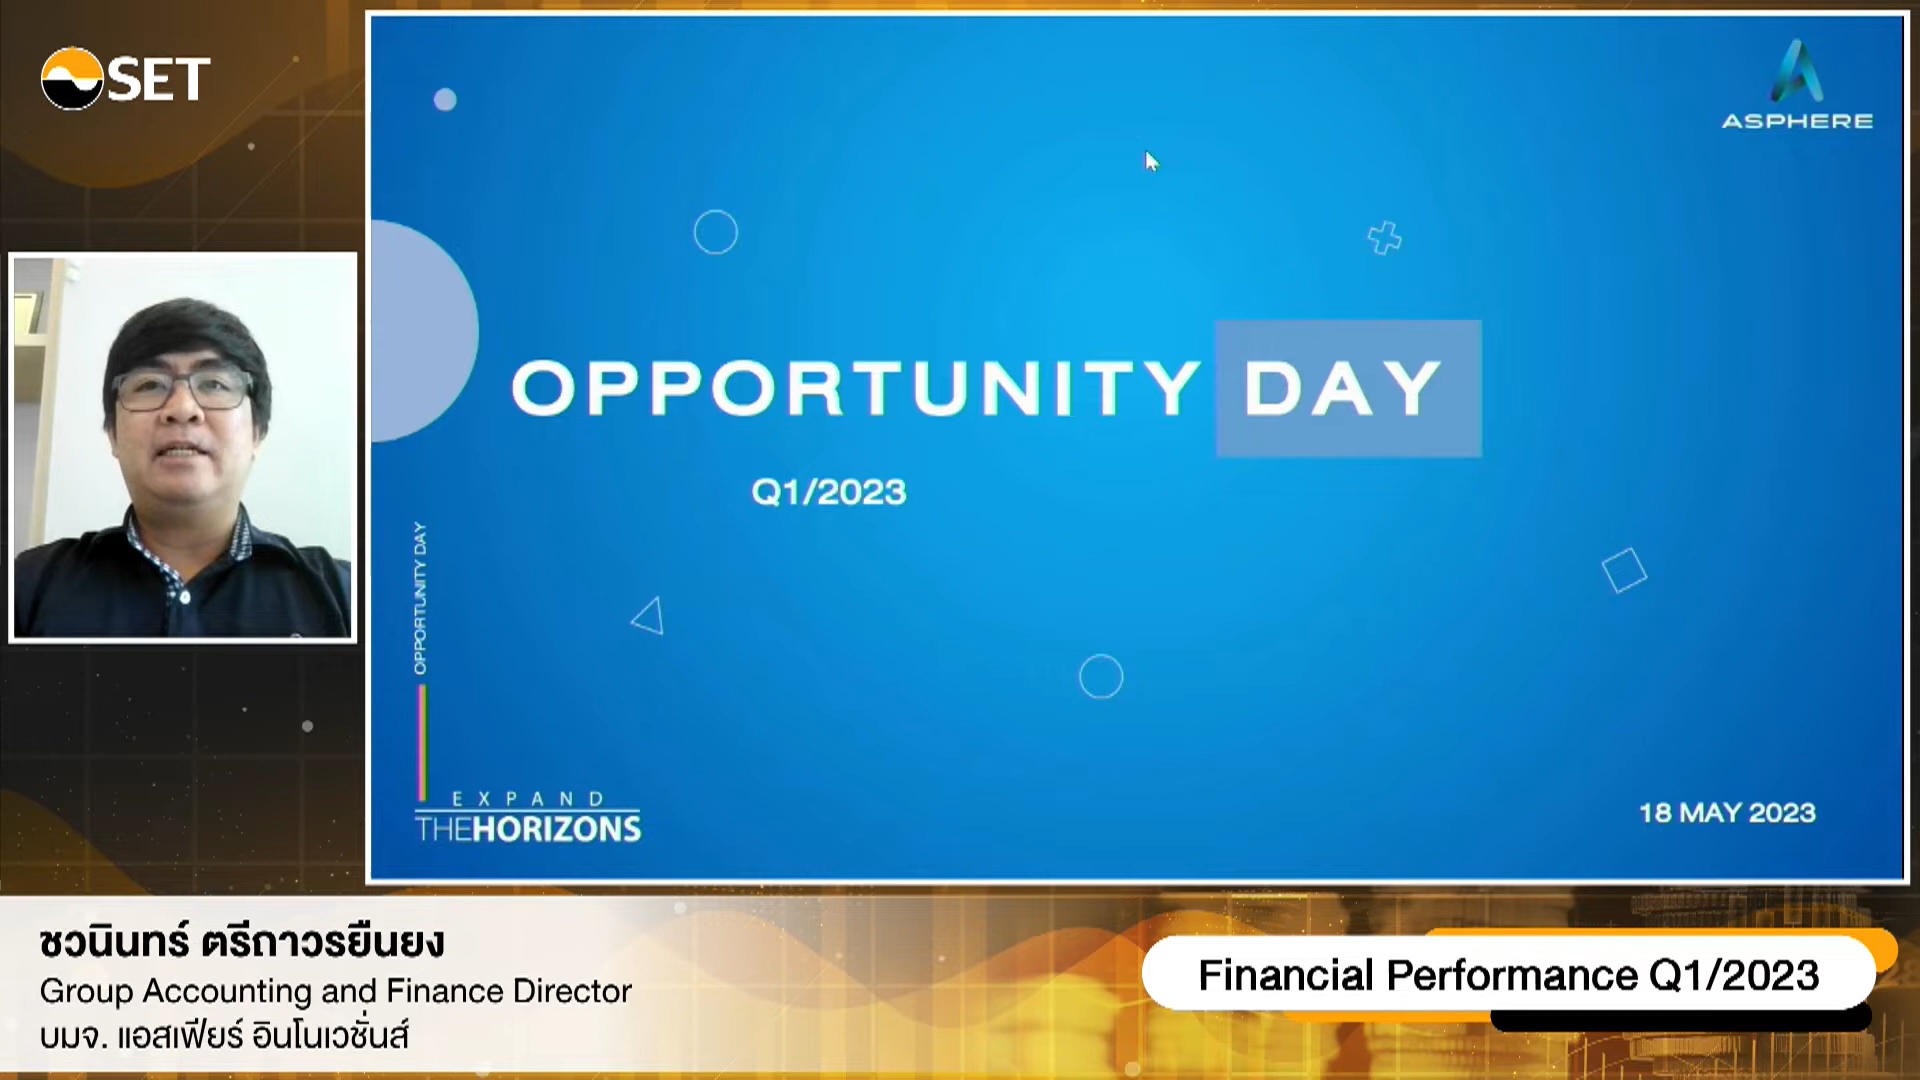 SET
ASPHERE
OPPORTUNITY DAY
Q1/2023
OPPORTUNITY DAY
EXPAND
THEHORIZONS
18 MAY 2023
ชวนินทร์ ตรีถาวรยืนยง
Group Accounting and Finance Director
บมจ. แอสเฟียร์ อินโนเวชั่นส์
Financial Performance Q1/2023